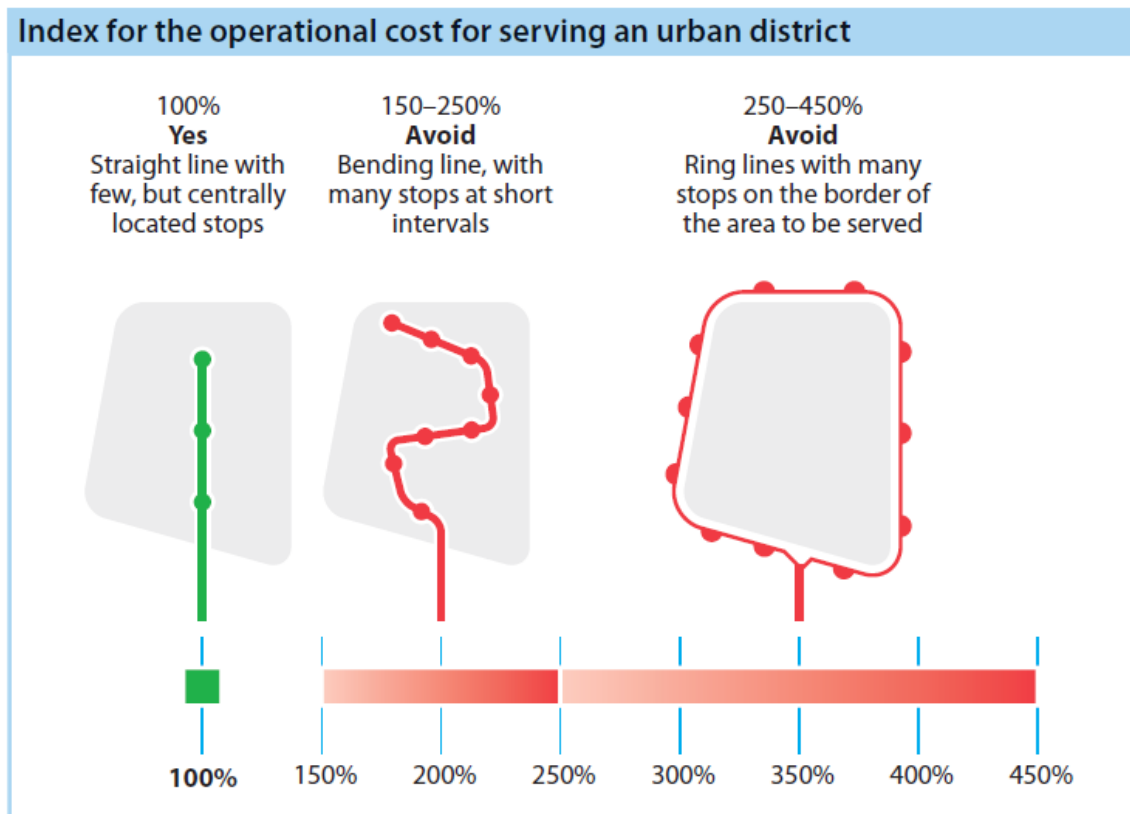 Index for the operational cost for serving an urban district
100%
Yes
Straight line with
few, but centrally
located stops
150–250%
Avoid
Bending line, with
many stops at short
intervals
250–450%
Avoid
Ring lines with many
stops on the border of
the area to be served
100%
150%
200%
250%
300%
350%
400%
450%